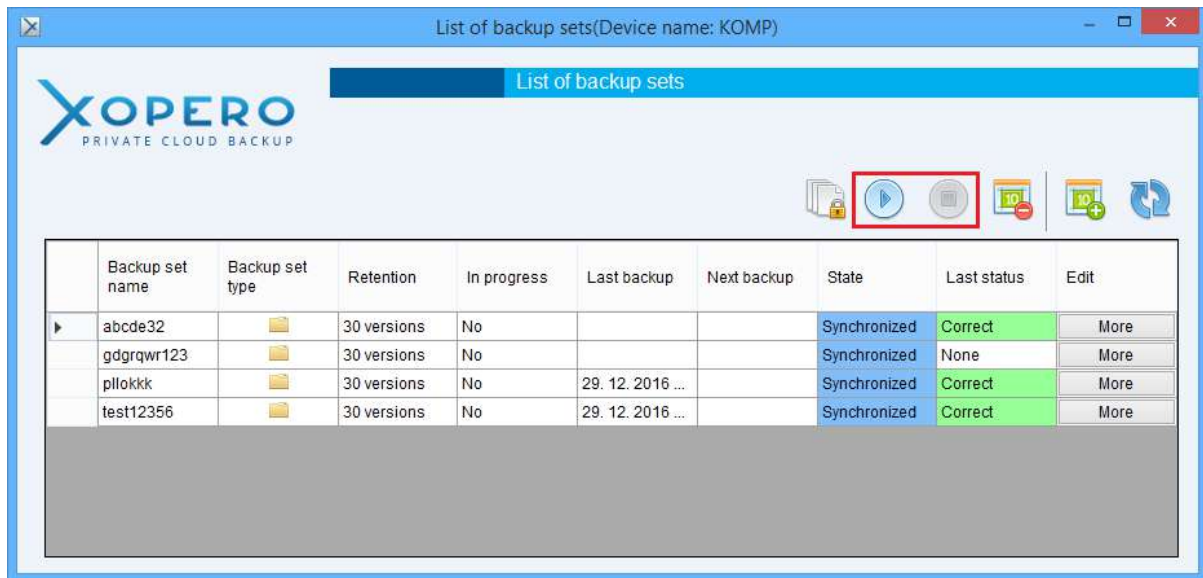 List of backup sets(Device name: KOMP)
List of backup sets
XOPERO
PRIVATE CLOUD BACKUP
10 10
Backup set name Backup set type Retention In progress Last backup Next backup State Last status Edit
abcde32 30 versions No Synchronized Correct More
gdgrqwr123 30 versions No Synchronized None More
pllokkk 30 versions No 29. 12. 2016 ... Synchronized Correct More
test12356 30 versions No 29. 12. 2016 ... Synchronized Correct More